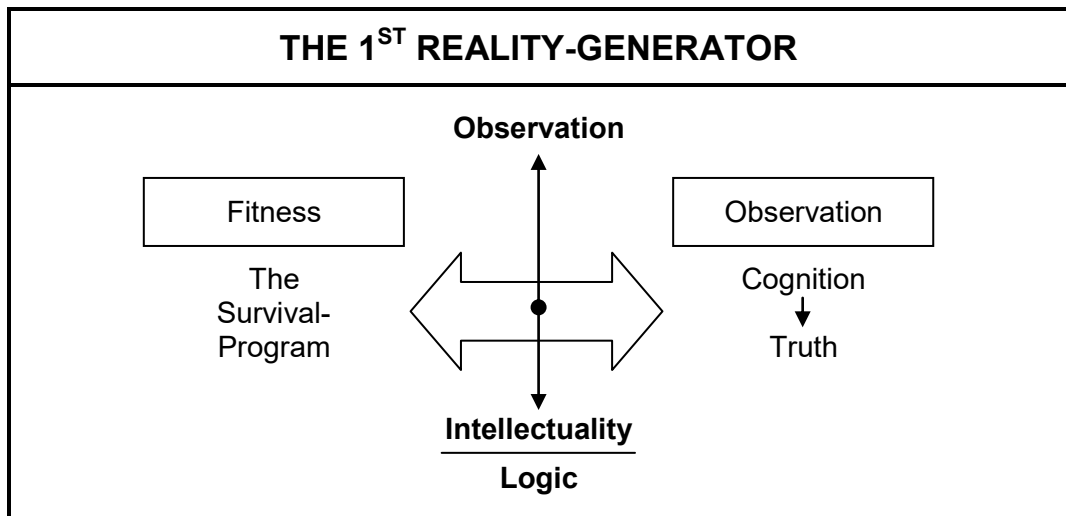 THE 1ST REALITY-GENERATOR
Observation
Fitness
Observation
The
Survival-
Program
Cognition
Truth
Intellectuality
Logic